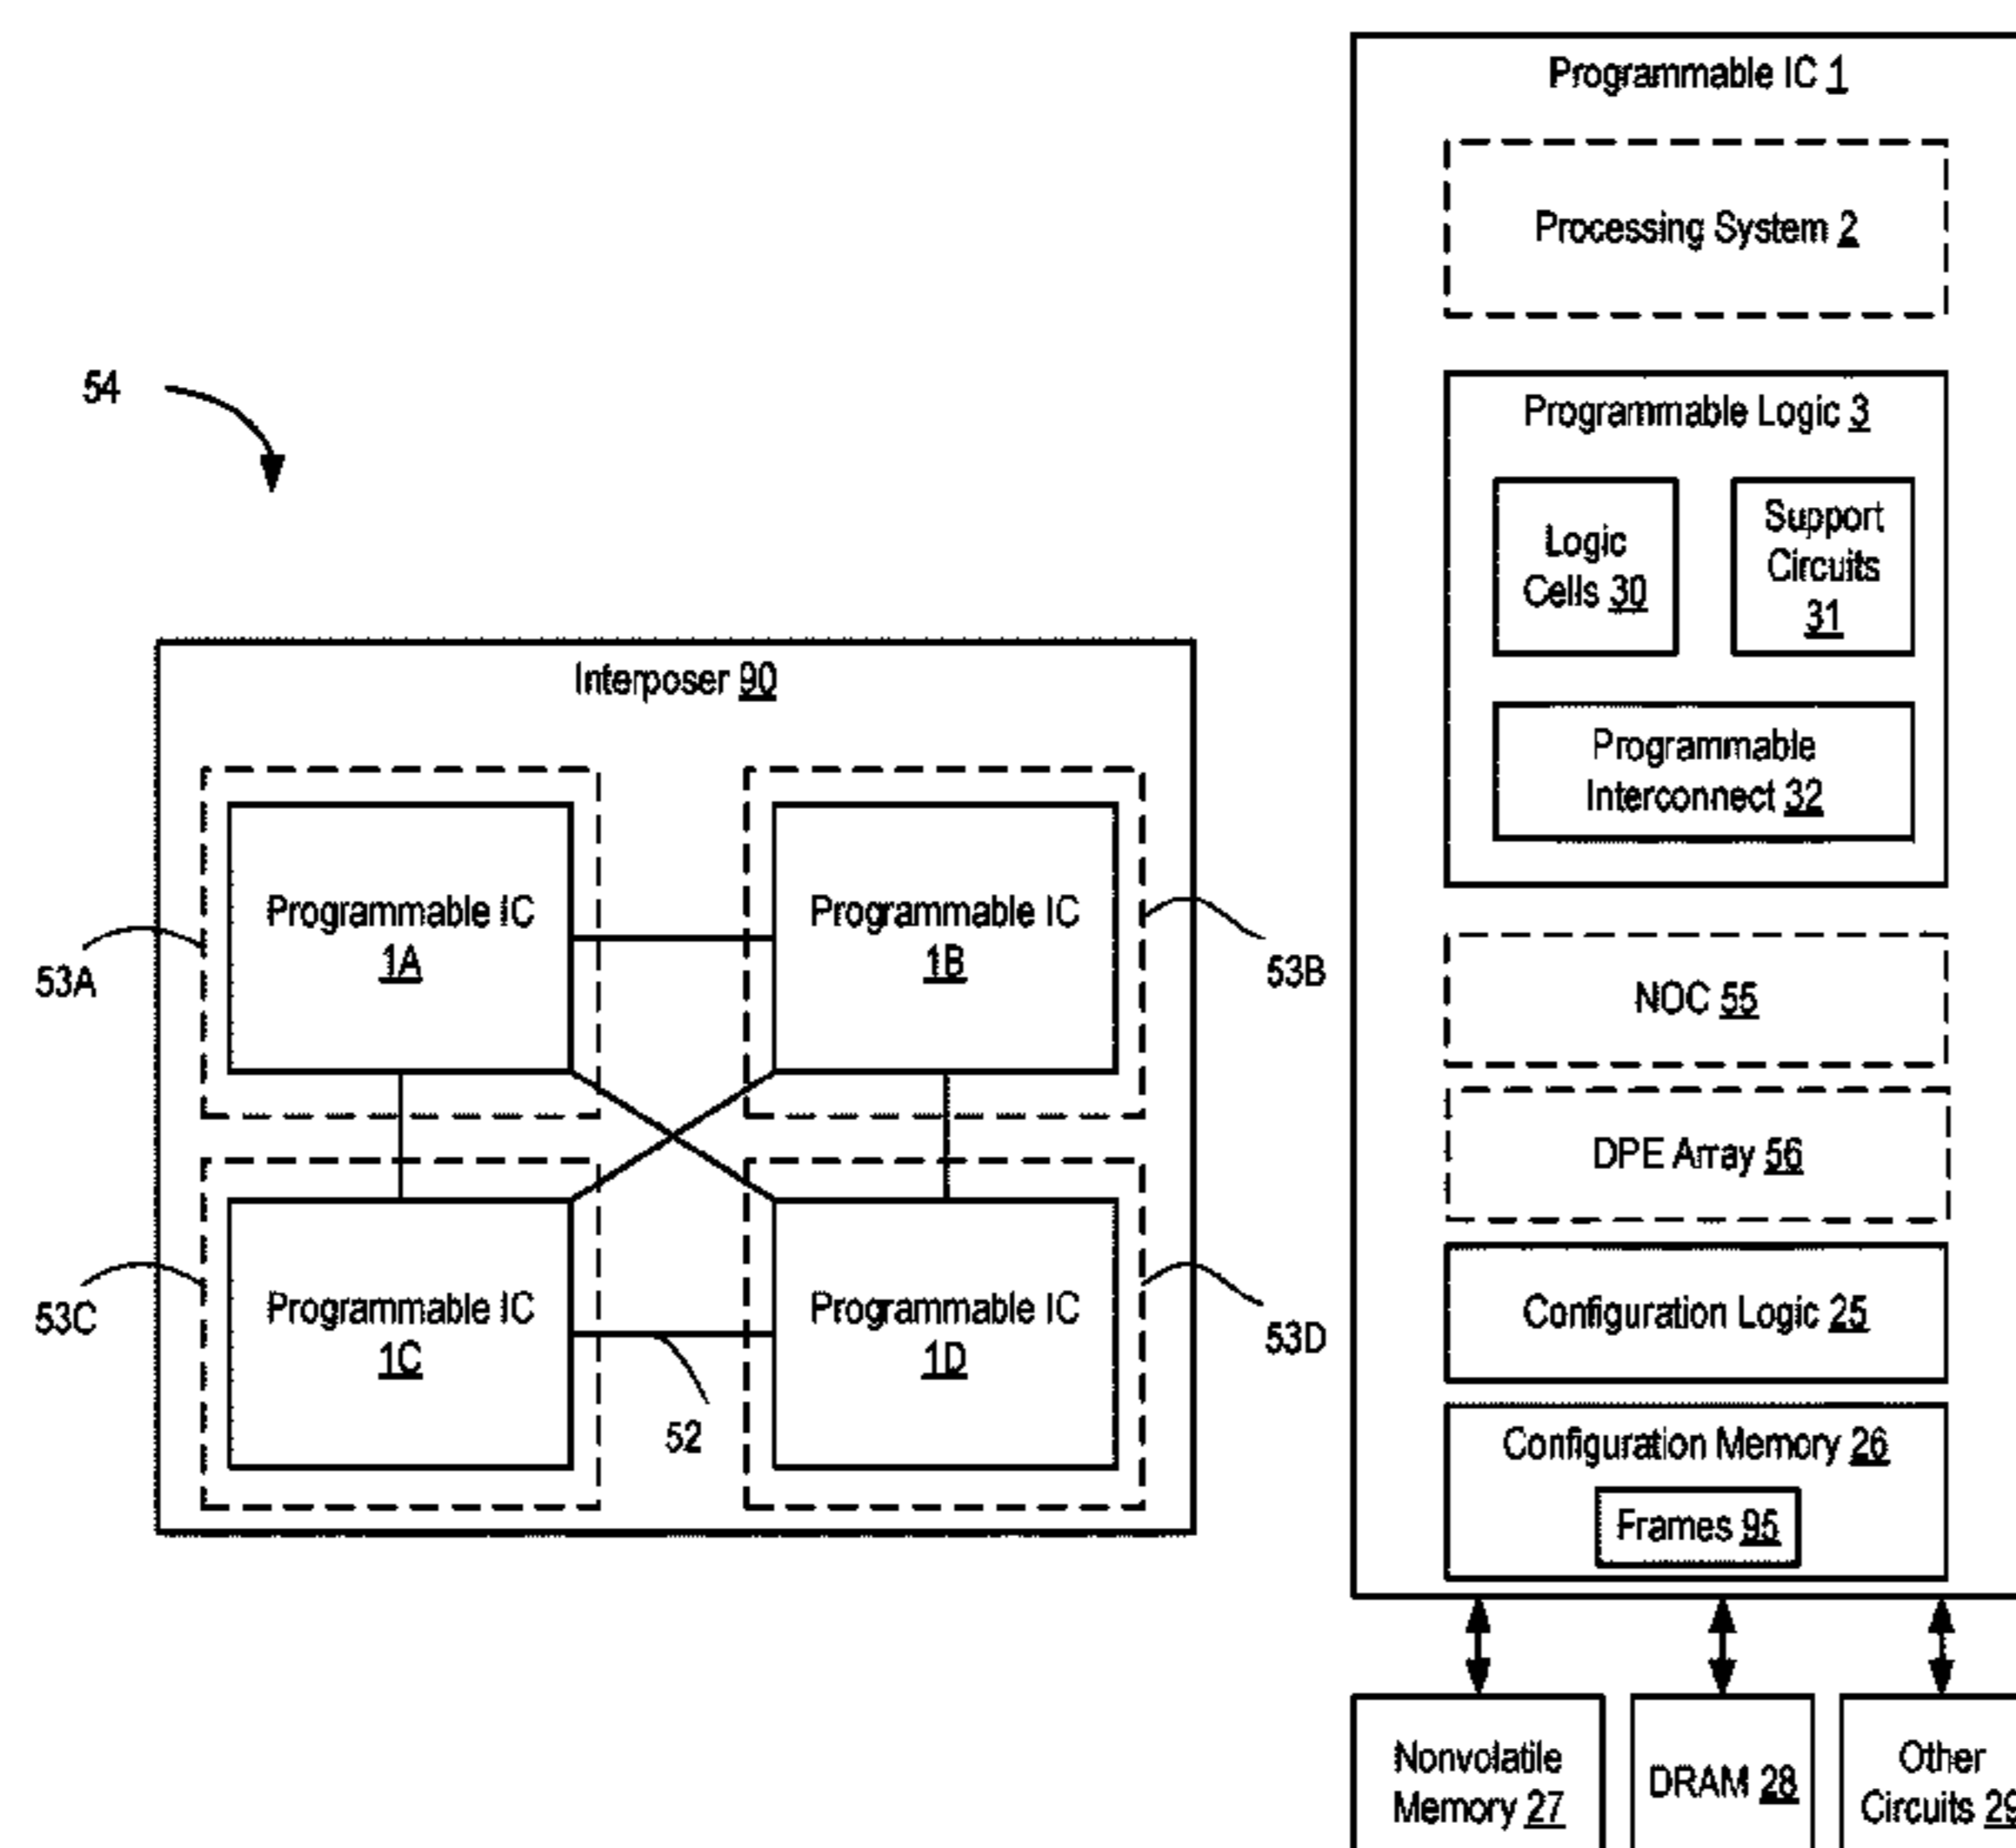 54
Interposer 90
Programmable IC
1A
Programmable IC
1B
53A
53B
Programmable IC
1C
Programmable IC
1D
53C
53D
52
Programmable IC 1
Processing System 2
Programmable Logic 3
Logic
Cells 30
Support
Circuits
31
Programmable
Interconnect 32
NOC 55
DPE Array 56
Configuration Logic 25
Configuration Memory 26
Frames 95
Nonvolatile
Memory 27
DRAM 28
Other
Circuits 29